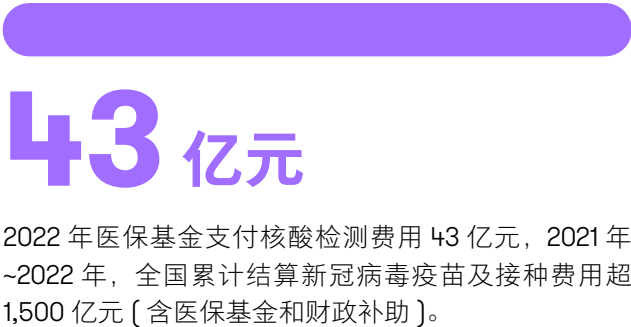 43 亿元
2022 年医保基金支付核酸检测费用 43 亿元，2021 年
~2022 年，全国累计结算新冠病毒疫苗及接种费用超
1,500 亿元 ( 含医保基金和财政补助 )。